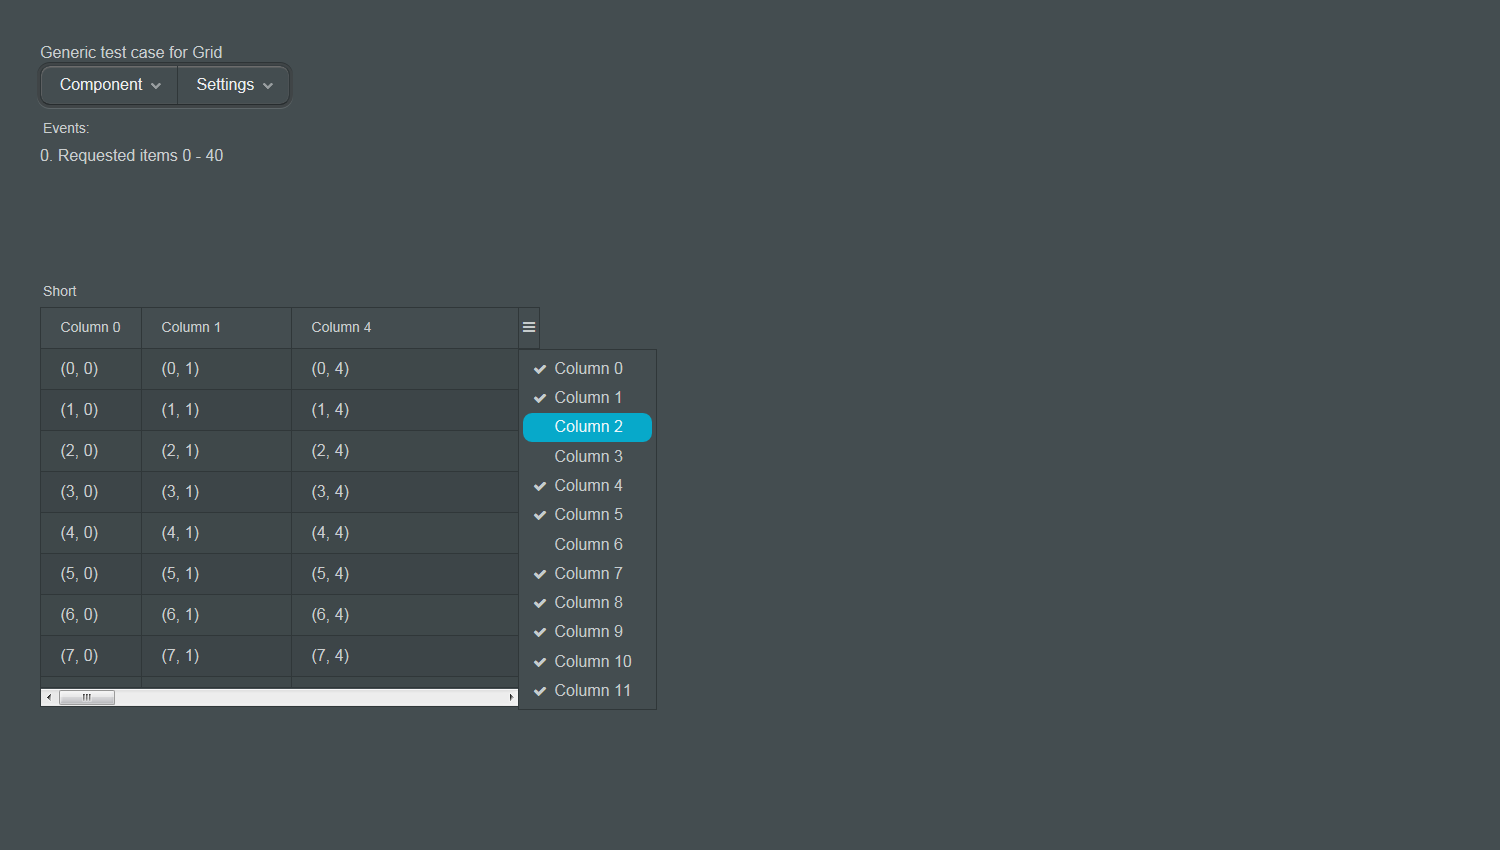 Generic test case for Grid
Component Settings
Events:
0. Requested items 0 - 40
Short
Column 0 Column 1 Column 4
(0, 0) (0, 1) (0, 4)
(1, 0) (1, 1) (1, 4)
(2, 0) (2, 1) (2, 4)
(3, 0) (3, 1) (3, 4)
(4, 0) (4, 1) (4, 4)
(5, 0) (5, 1) (5, 4)
(6, 0) (6, 1) (6, 4)
(7, 0) (7, 1) (7, 4)
Column 0
Column 1
Column 2
Column 3
Column 4
Column 5
Column 6
Column 7
Column 8
Column 9
Column 10
Column 11